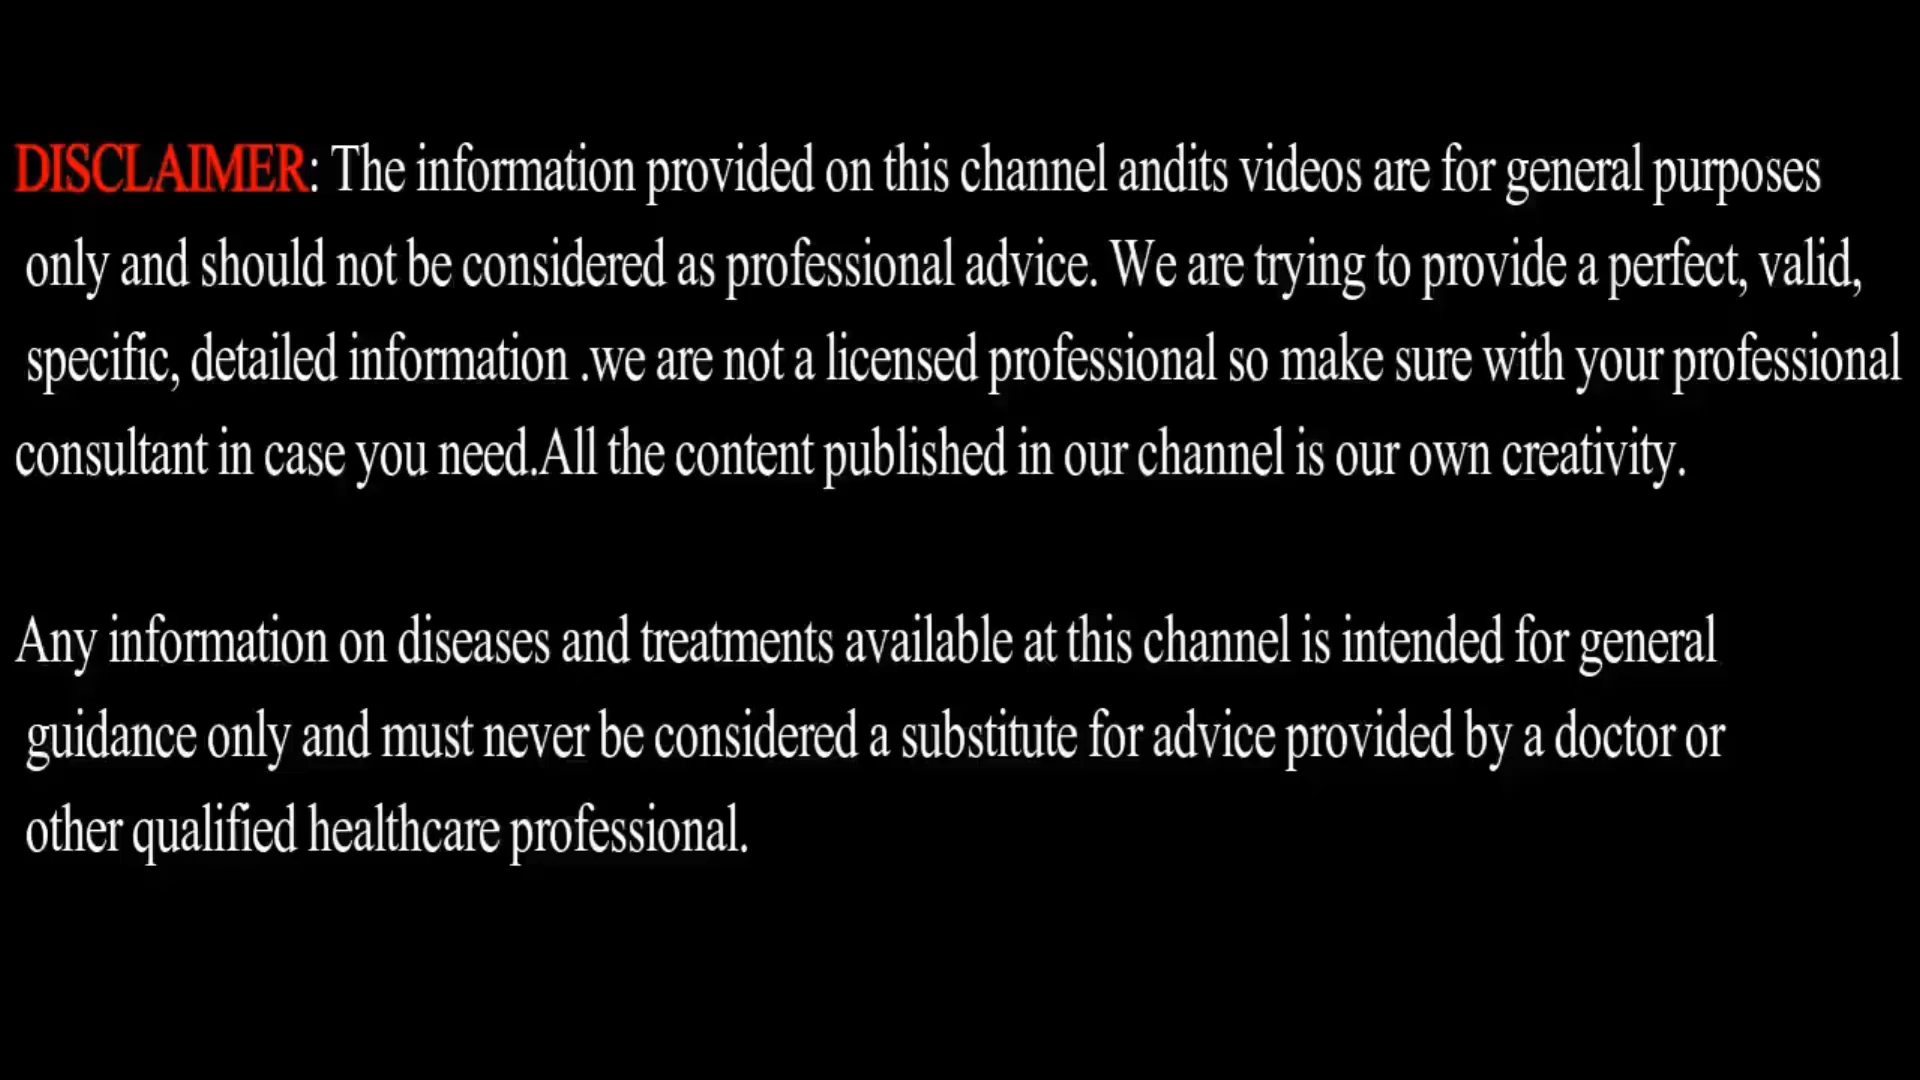 DISCLAIMER: The information provided on this channel andits videos are for general purposes
only and should not be considered as professional advice. We are trying to provide a perfect, valid,
specific, detailed information .we are not a licensed professional so make sure with your professional
consultant in case you need.All the content published in our channel is our own creativity.
Any information on diseases and treatments available at this channel is intended for general
guidance only and must never be considered a substitute for advice provided by a doctor or
other qualified healthcare professional.